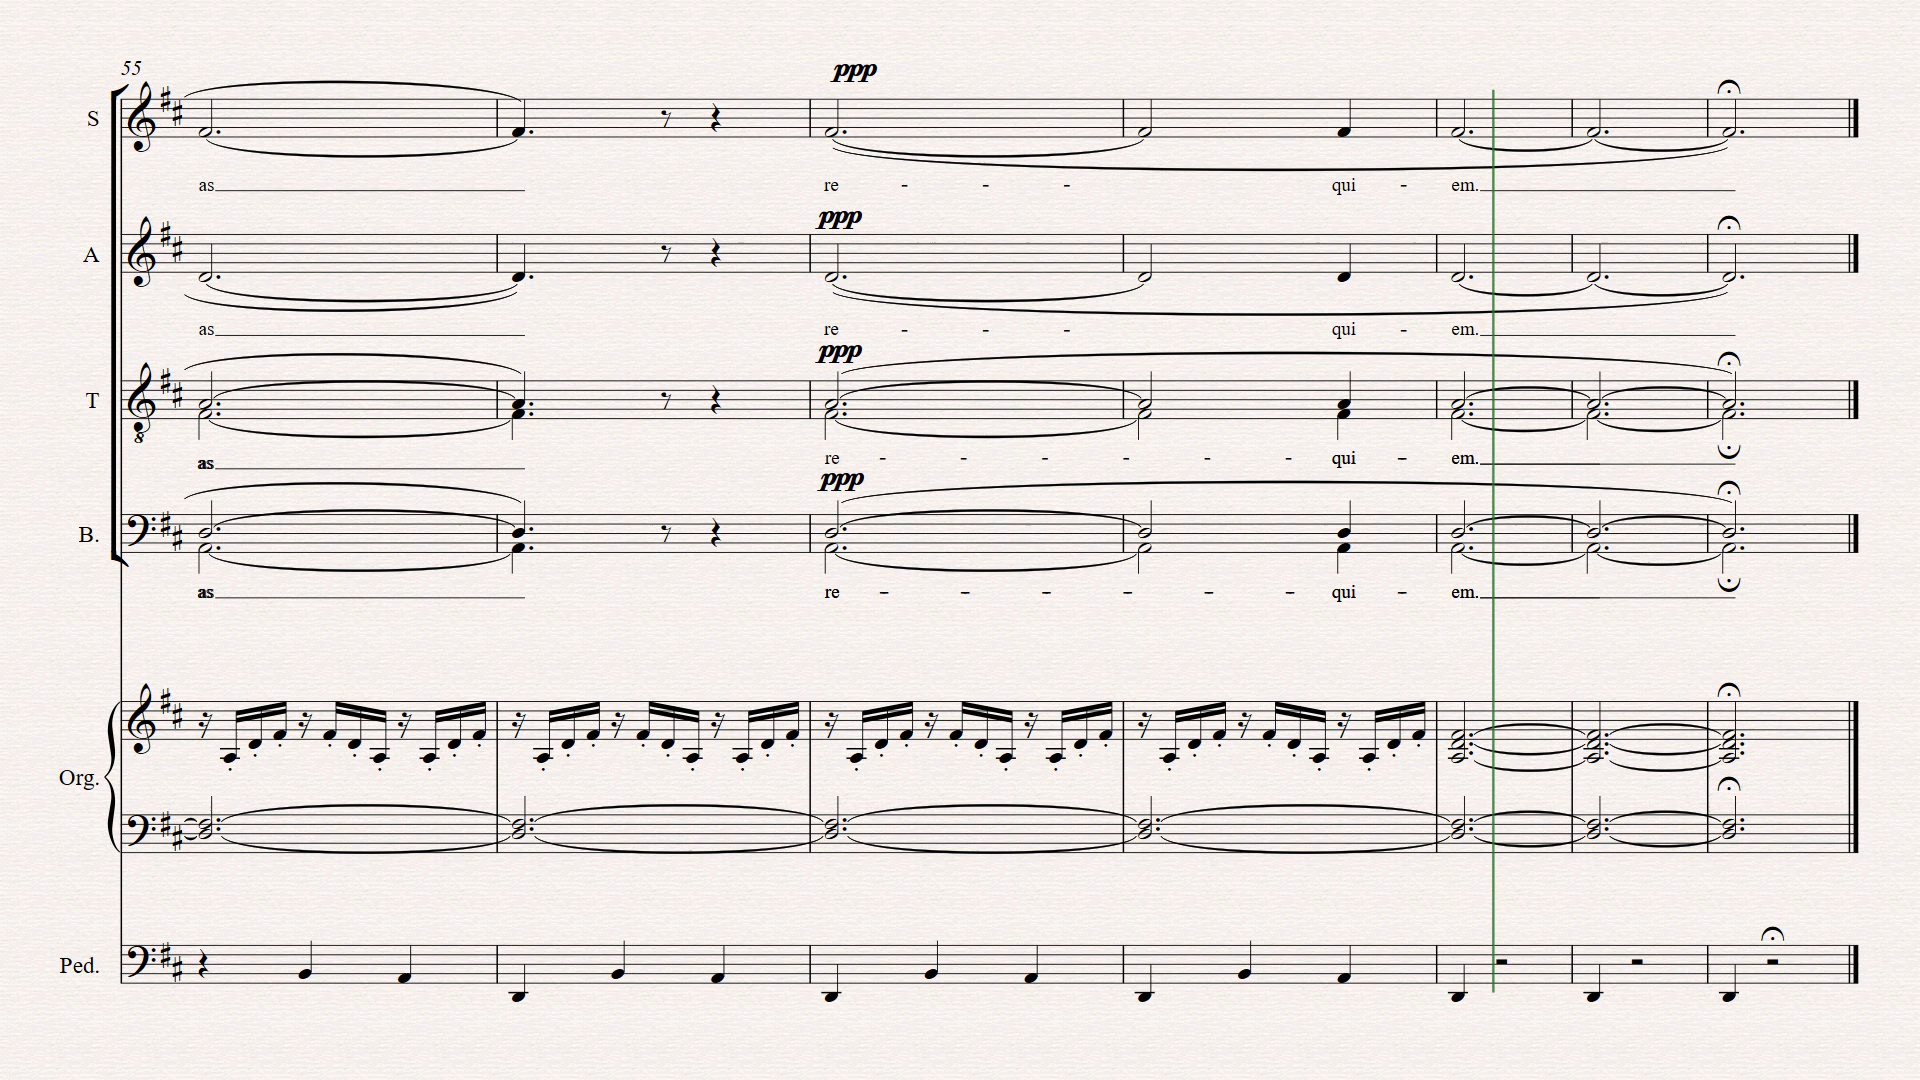 55
ppp
S
as re - - - qui - em.
ppp
A
as re - - - qui - em.
ppp
T
8
as re - - - - - - qui - em.
ppp
B.
as re - - - - - - qui - em.
Org.
Ped.